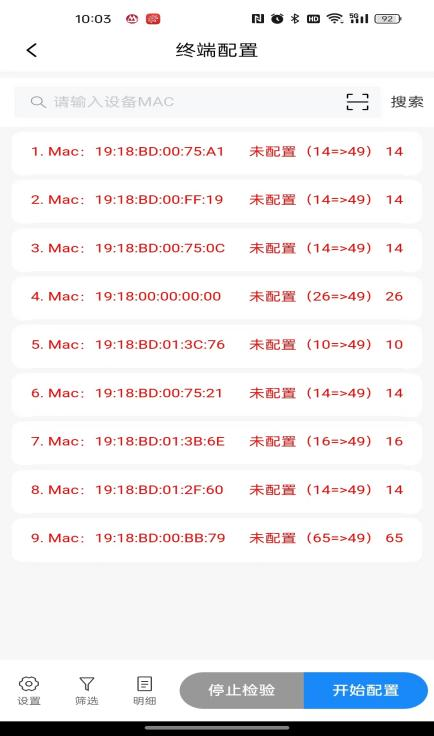 10:03 HD 5G 92
终端配置
请输入设备MAC 搜索
1. Mac: 19:18:BD:00:75:A1 未配置（14=>49） 14
2. Mac: 19:18:BD:00:FF:19 未配置（14=>49） 14
3. Mac: 19:18:BD:00:75:0C 未配置（14=>49） 14
4. Mac: 19:18:00:00:00:00 未配置（26=>49） 26
5. Mac: 19:18:BD:01:3C:76 未配置（10=>49） 10
6. Mac: 19:18:BD:00:75:21 未配置（14=>49） 14
7. Mac: 19:18:BD:01:3B:6E 未配置（16=>49） 16
8. Mac: 19:18:BD:01:2F:60 未配置（14=>49） 14
9. Mac: 19:18:BD:00:BB:79 未配置（65=>49） 65
设置 筛选 明细 停止检验 开始配置